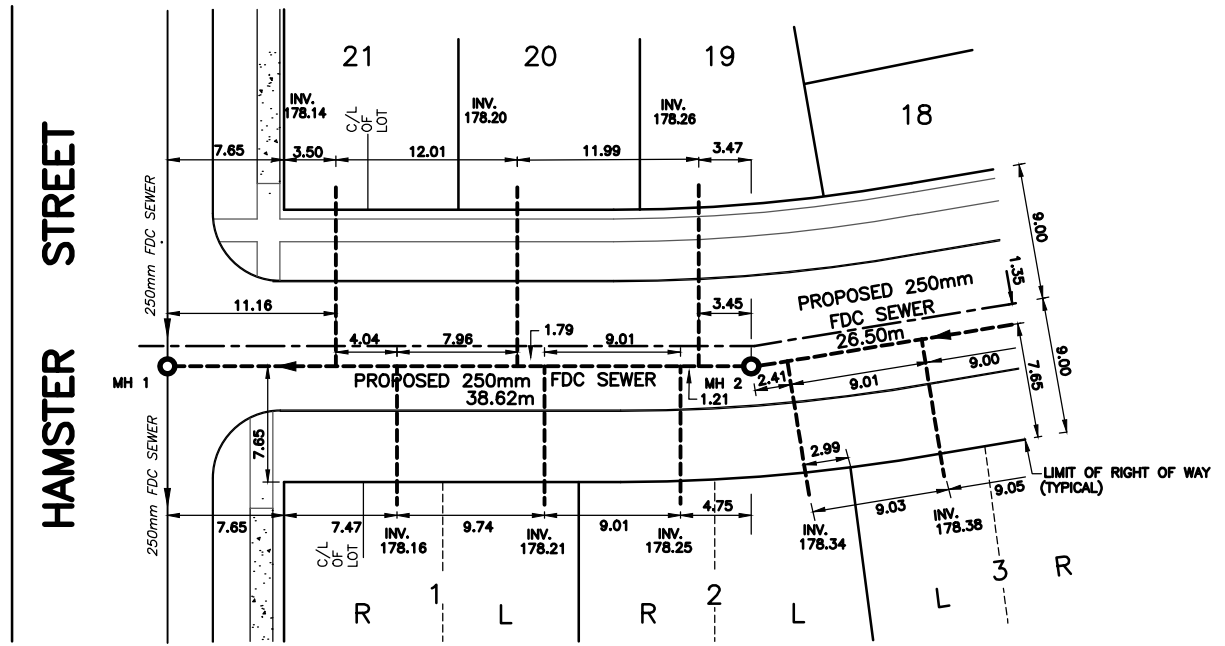 HAMSTER STREET
21
20
19
18
INV.
178.14
C/L
OF
LOT
INV.
178.20
INV.
178.26
7.65
3.50
12.01
11.99
3.47
250mm FDC SEWER
9.00
1.35
11.16
3.45
PROPOSED 250mm
FDC SEWER
26.50m
1.79
4.04
7.96
9.01
MH 1
PROPOSED 250mm FDC SEWER
38.62m
MH 2
1.21
2.41
9.01
9.00
7.65
9.00
250mm FDC SEWER
7.65
2.99
LIMIT OF RIGHT OF WAY
(TYPICAL)
7.65
7.47
9.74
9.01
4.75
9.03
9.05
C/L
OF
LOT
INV.
178.16
INV.
178.21
INV.
178.25
INV.
178.34
INV.
178.38
R
1
L
R
2
L
L
3
R